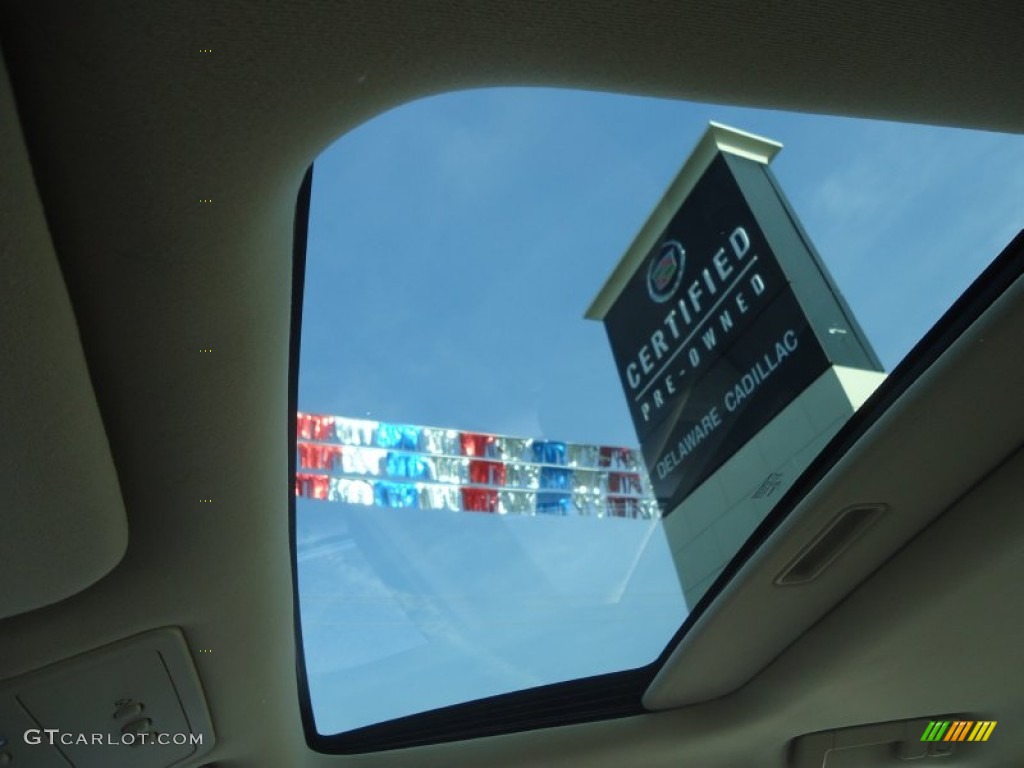 CERTIFIED
PRE-OWNED
DELAWARE CADILLAC
GTCARLOT.COM